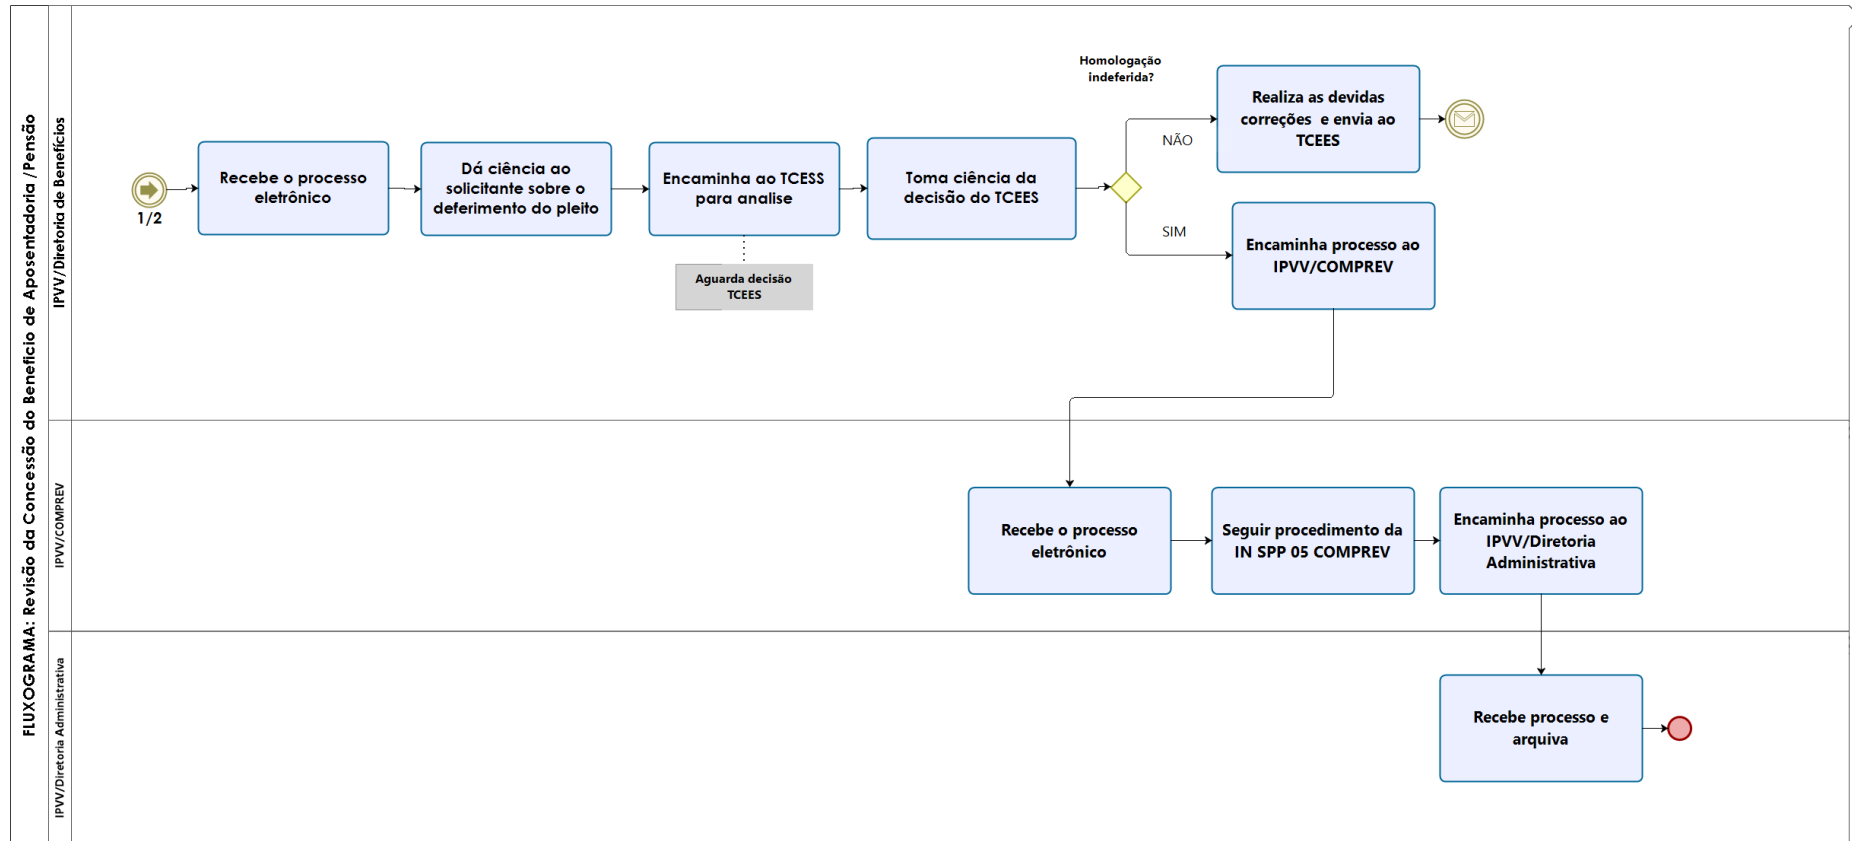 FLUXOGRAMA: Revisão da Concessão do Beneficio de Aposentadoria /Pensão
IPVV/Diretoria de Benefícios
1/2
Recebe o processo
eletrônico
Dá ciência ao
solicitante sobre o
deferimento do pleito
Encaminha ao TCESS
para analise
Aguarda decisão
TCEES
Toma ciência da
decisão do TCEES
Homologação
indeferida?
NÃO
SIM
Realiza as devidas
correções e envia ao
TCEES
Encaminha processo ao
IPVV/COMPREV
IPVV/COMPREV
Recebe o processo
eletrônico
Seguir procedimento da
IN SPP 05 COMPREV
Encaminha processo ao
IPVV/Diretoria
Administrativa
IPVV/Diretoria Administrativa
Recebe processo e
arquiva